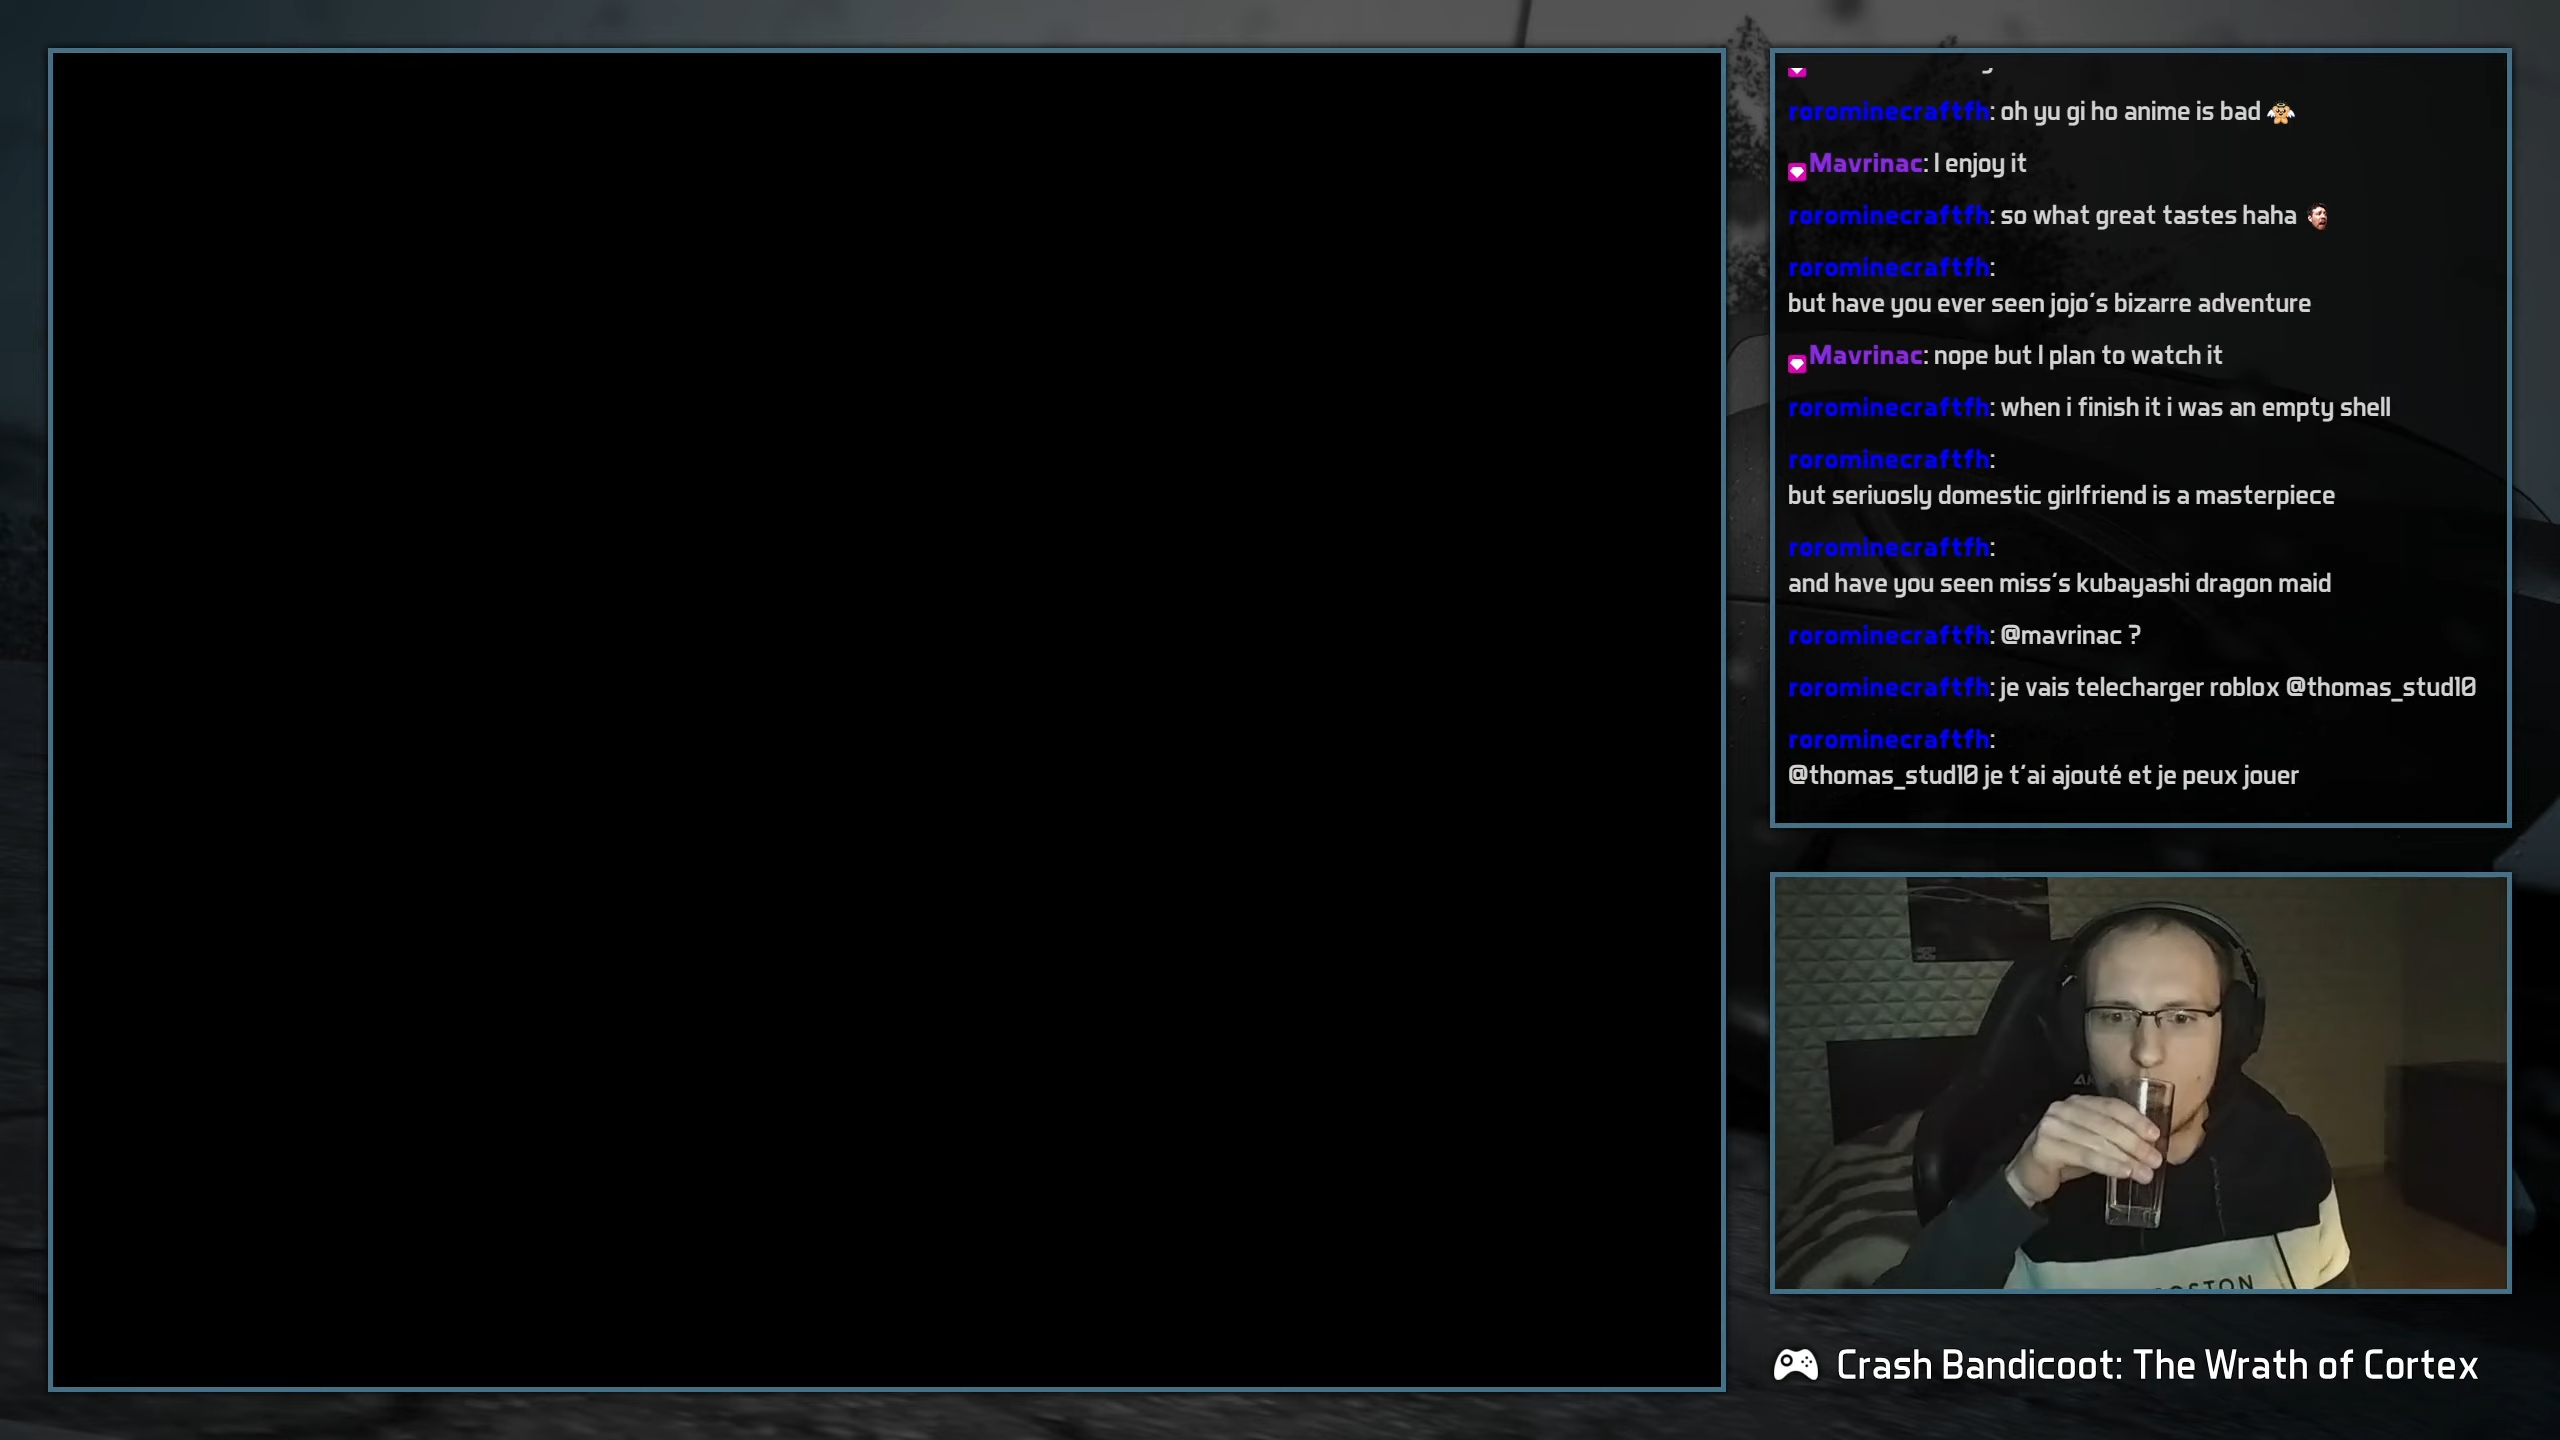 rorominecraftfh: oh yu gi ho anime is bad
Mavrinac: I enjoy it
rorominecraftfh: so what great tastes haha
rorominecraftfh:
but have you ever seen jojo's bizarre adventure
Mavrinac: nope but I plan to watch it
rorominecraftfh: when i finish it i was an empty shell
rorominecraftfh:
but seriuosly domestic girlfriend is a masterpiece
rorominecraftfh:
and have you seen miss's kubayashi dragon maid
rorominecraftfh: @mavrinac ?
rorominecraftfh: je vais telecharger roblox @thomas_stud10
rorominecraftfh:
@thomas_stud10 je t'ai ajouté et je peux jouer
Crash Bandicoot: The Wrath of Cortex